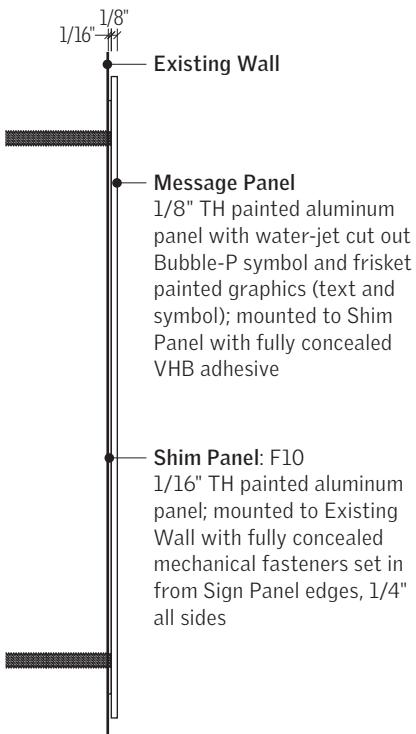 1/8"
1/16"
Existing Wall
Message Panel
1/8" TH painted aluminum
panel with water-jet cut out
Bubble-P symbol and frisket
painted graphics (text and
symbol); mounted to Shim
Panel with fully concealed
VHB adhesive
Shim Panel: F10
1/16" TH painted aluminum
panel; mounted to Existing
Wall with fully concealed
mechanical fasteners set in
from Sign Panel edges, 1/4"
all sides